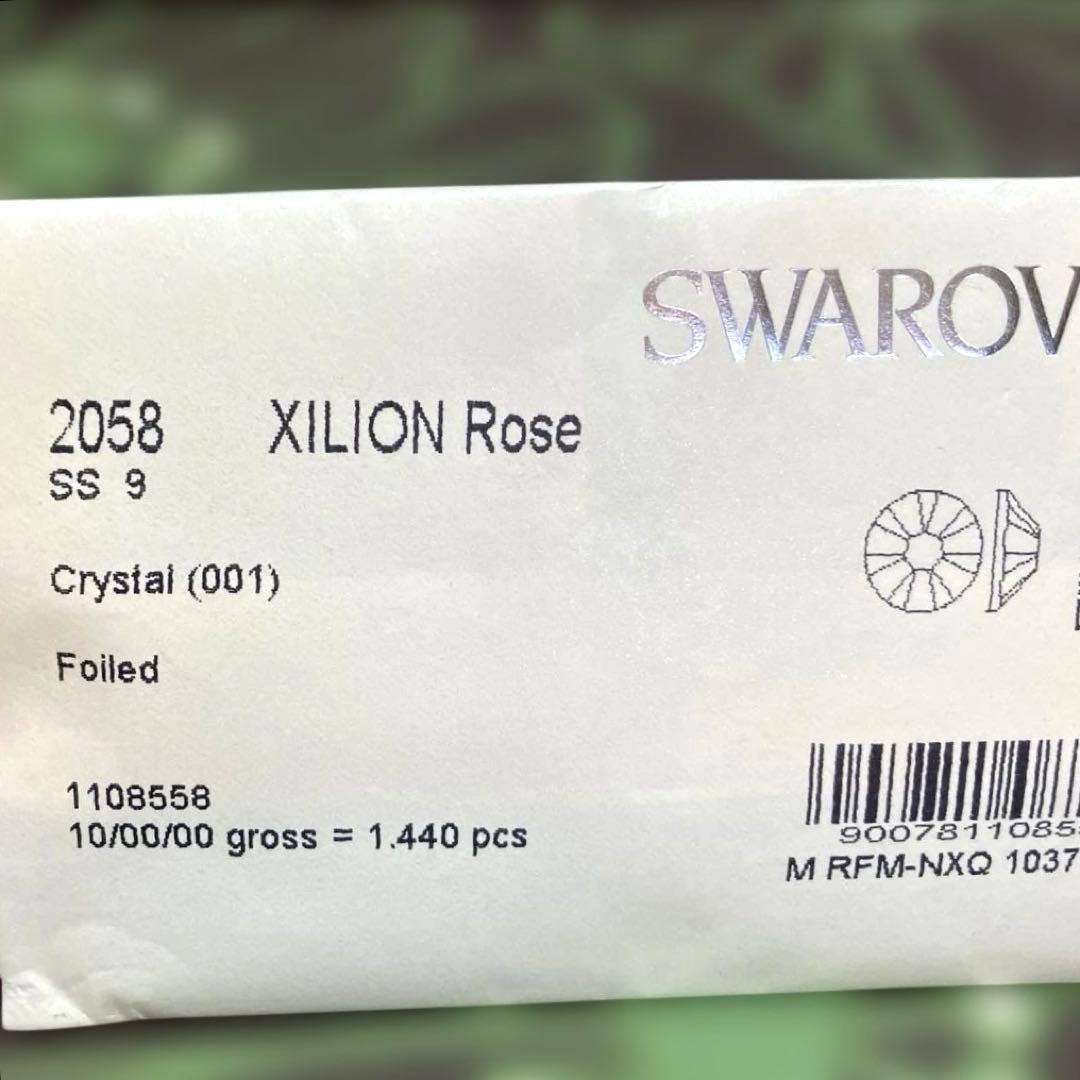 SWAROV
2058 XILION Rose
SS 9
Crystal (001)
Foiled
1108558
10/00/00 gross = 1.440 pcs
90078110855
M RFM-NXQ 1037